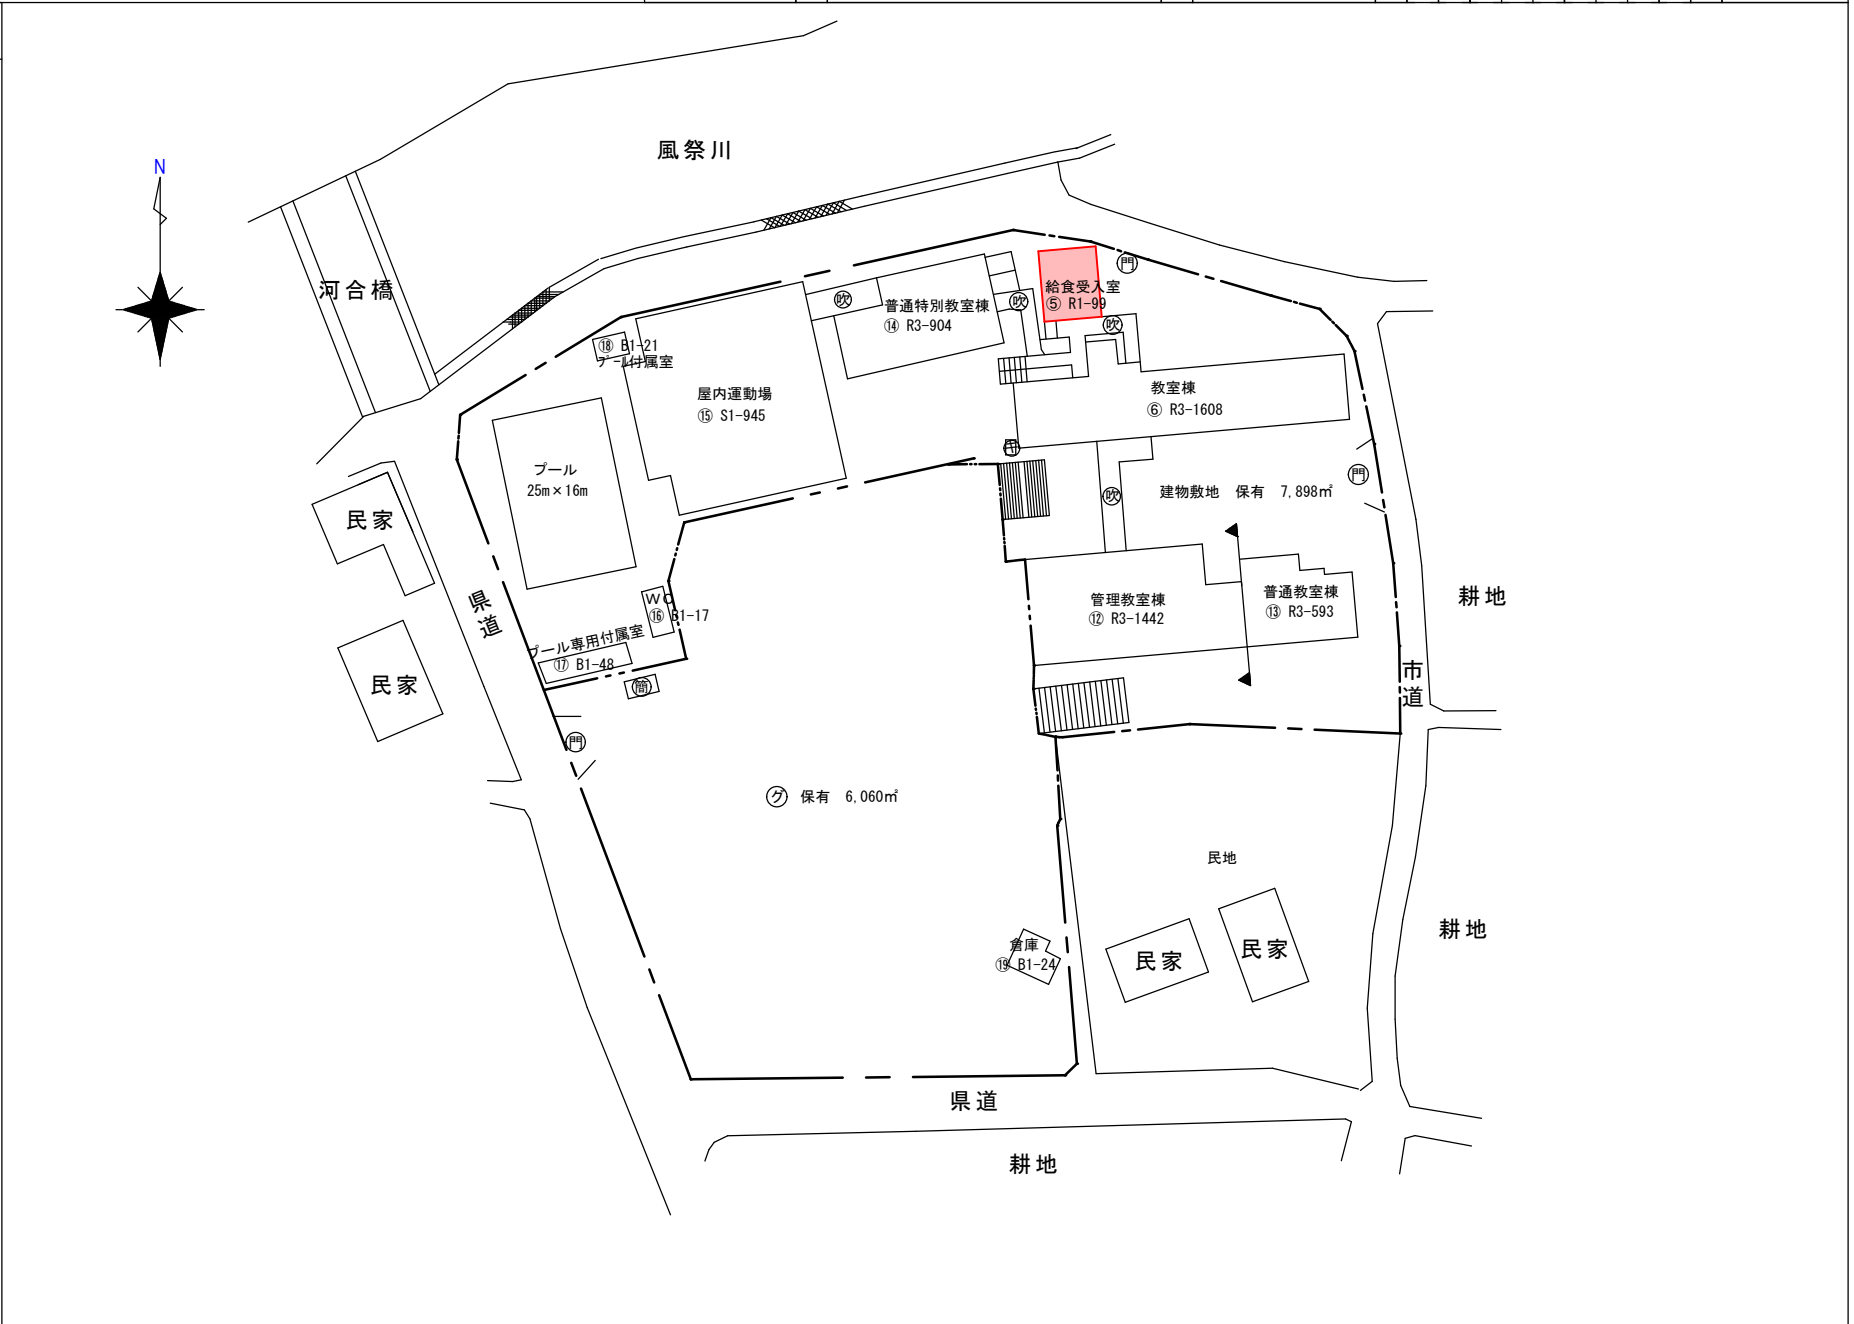 風祭川
N
河合橋
給食受入室
⑤ R1-99
門
吹
普通特別教室棟
⑭ R3-904
吹
吹
⑱ B1-21
プール付属室
屋内運動場
⑮ S1-945
教室棟
⑥ R3-1608
プール
25m×16m
門
建物敷地 保有 7,898㎡
吹
民家
県道
WC
⑯ B1-17
プール専用付属室
⑰ B1-48
簡
管理教室棟
⑫ R3-1442
普通教室棟
⑬ R3-593
耕地
民家
市道
門
グ 保有 6,060㎡
民地
倉庫
⑲ B1-24
民家
民家
耕地
県道
耕地